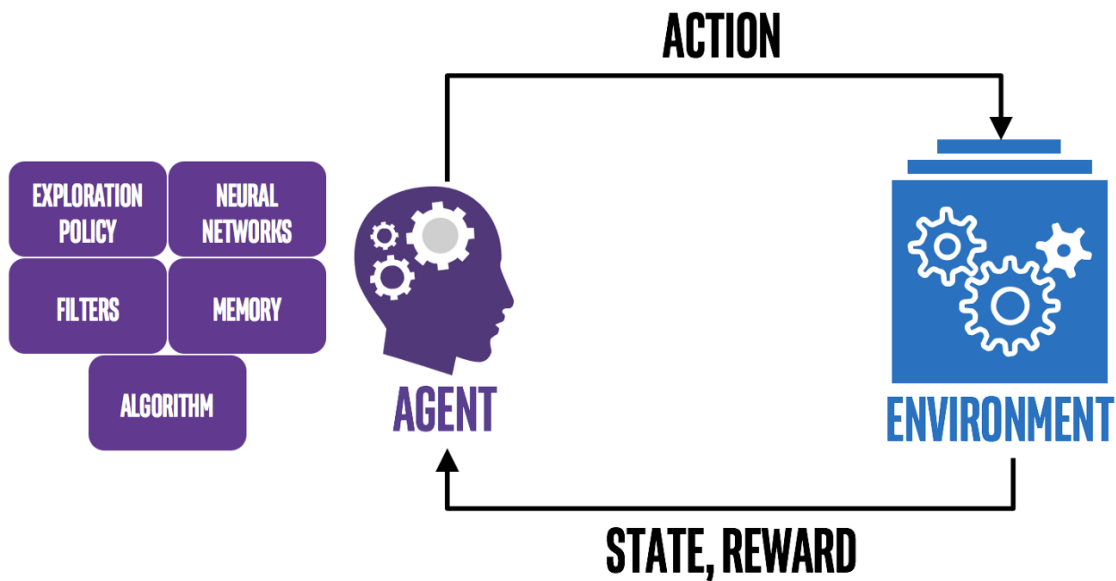 ACTION
EXPLORATION
POLICY
NEURAL
NETWORKS
FILTERS
MEMORY
ALGORITHM
AGENT
ENVIRONMENT
STATE, REWARD